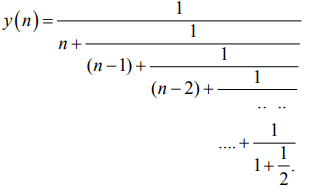 y(n) = 1
n + 1
(n − 1) + 1
(n − 2) + 1
.. ..
.... + 1
1 + 1
2.